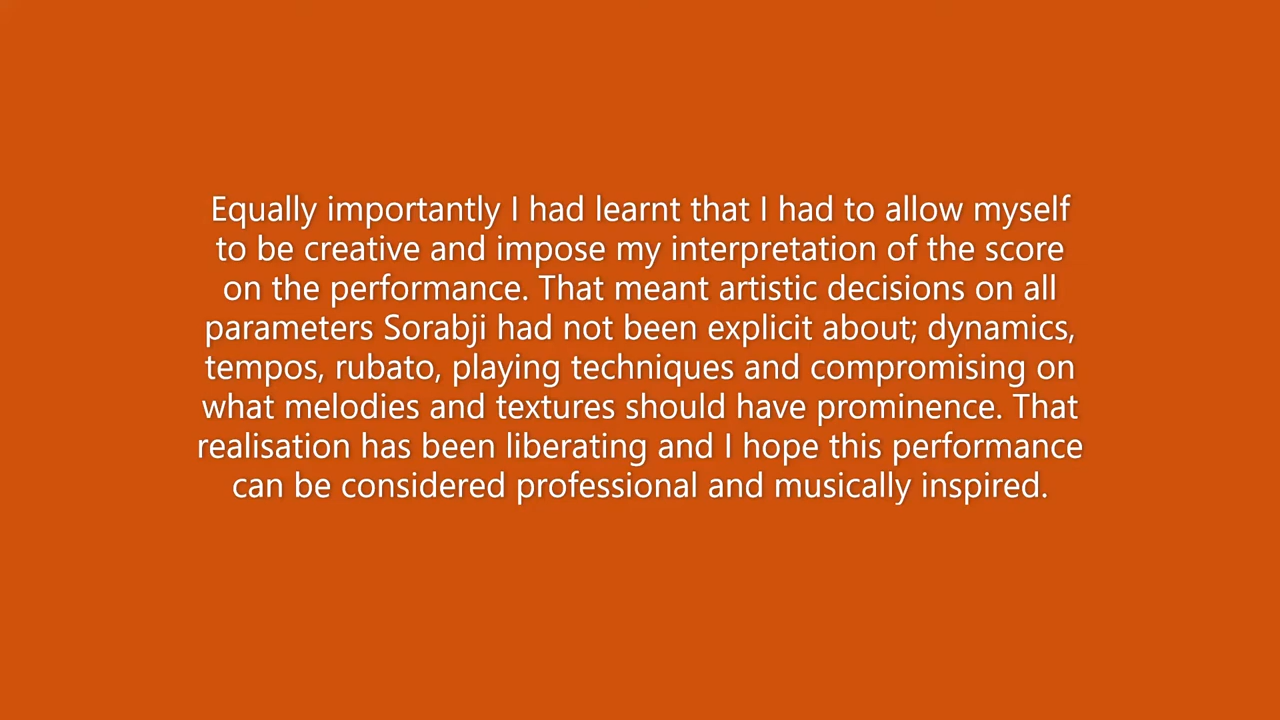 Equally importantly I had learnt that I had to allow myself
to be creative and impose my interpretation of the score
on the performance. That meant artistic decisions on all
parameters Sorabji had not been explicit about; dynamics,
tempos, rubato, playing techniques and compromising on
what melodies and textures should have prominence. That
realisation has been liberating and I hope this performance
can be considered professional and musically inspired.